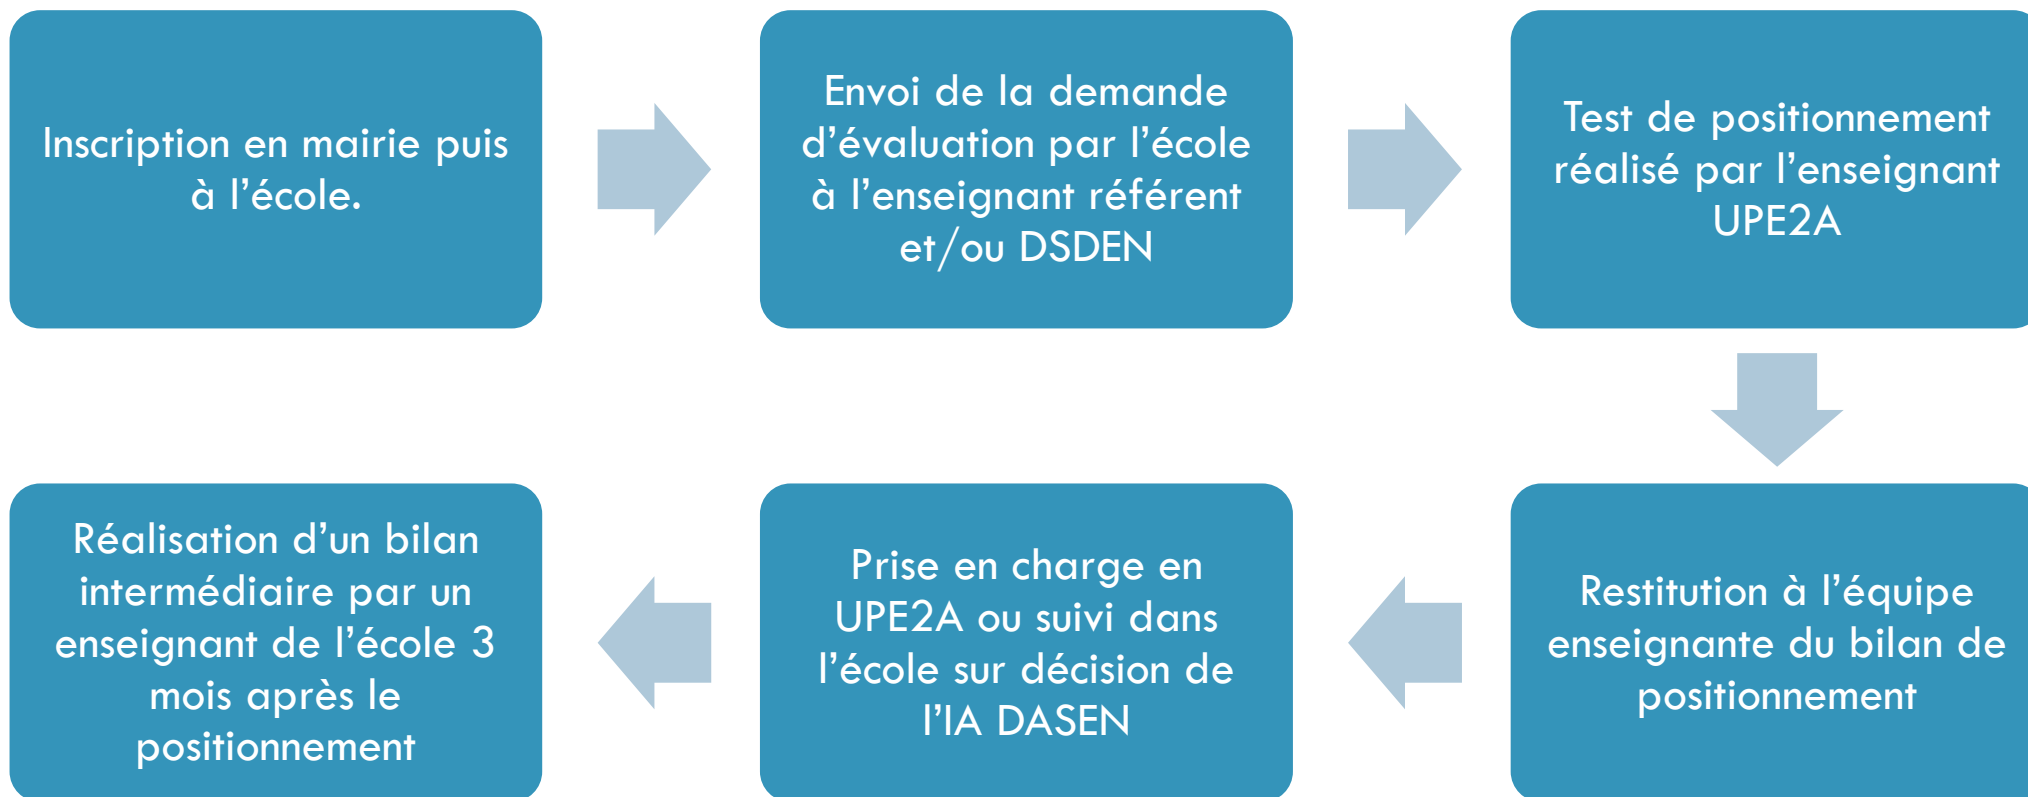 Inscription en mairie puis
à l’école.
Envoi de la demande
d’évaluation par l’école
à l’enseignant référent
et/ou DSDEN
Test de positionnement
réalisé par l’enseignant
UPE2A
Restitution à l’équipe
enseignante du bilan de
positionnement
Prise en charge en
UPE2A ou suivi dans
l’école sur décision de
l’IA DASEN
Réalisation d’un bilan
intermédiaire par un
enseignant de l’école 3
mois après le
positionnement